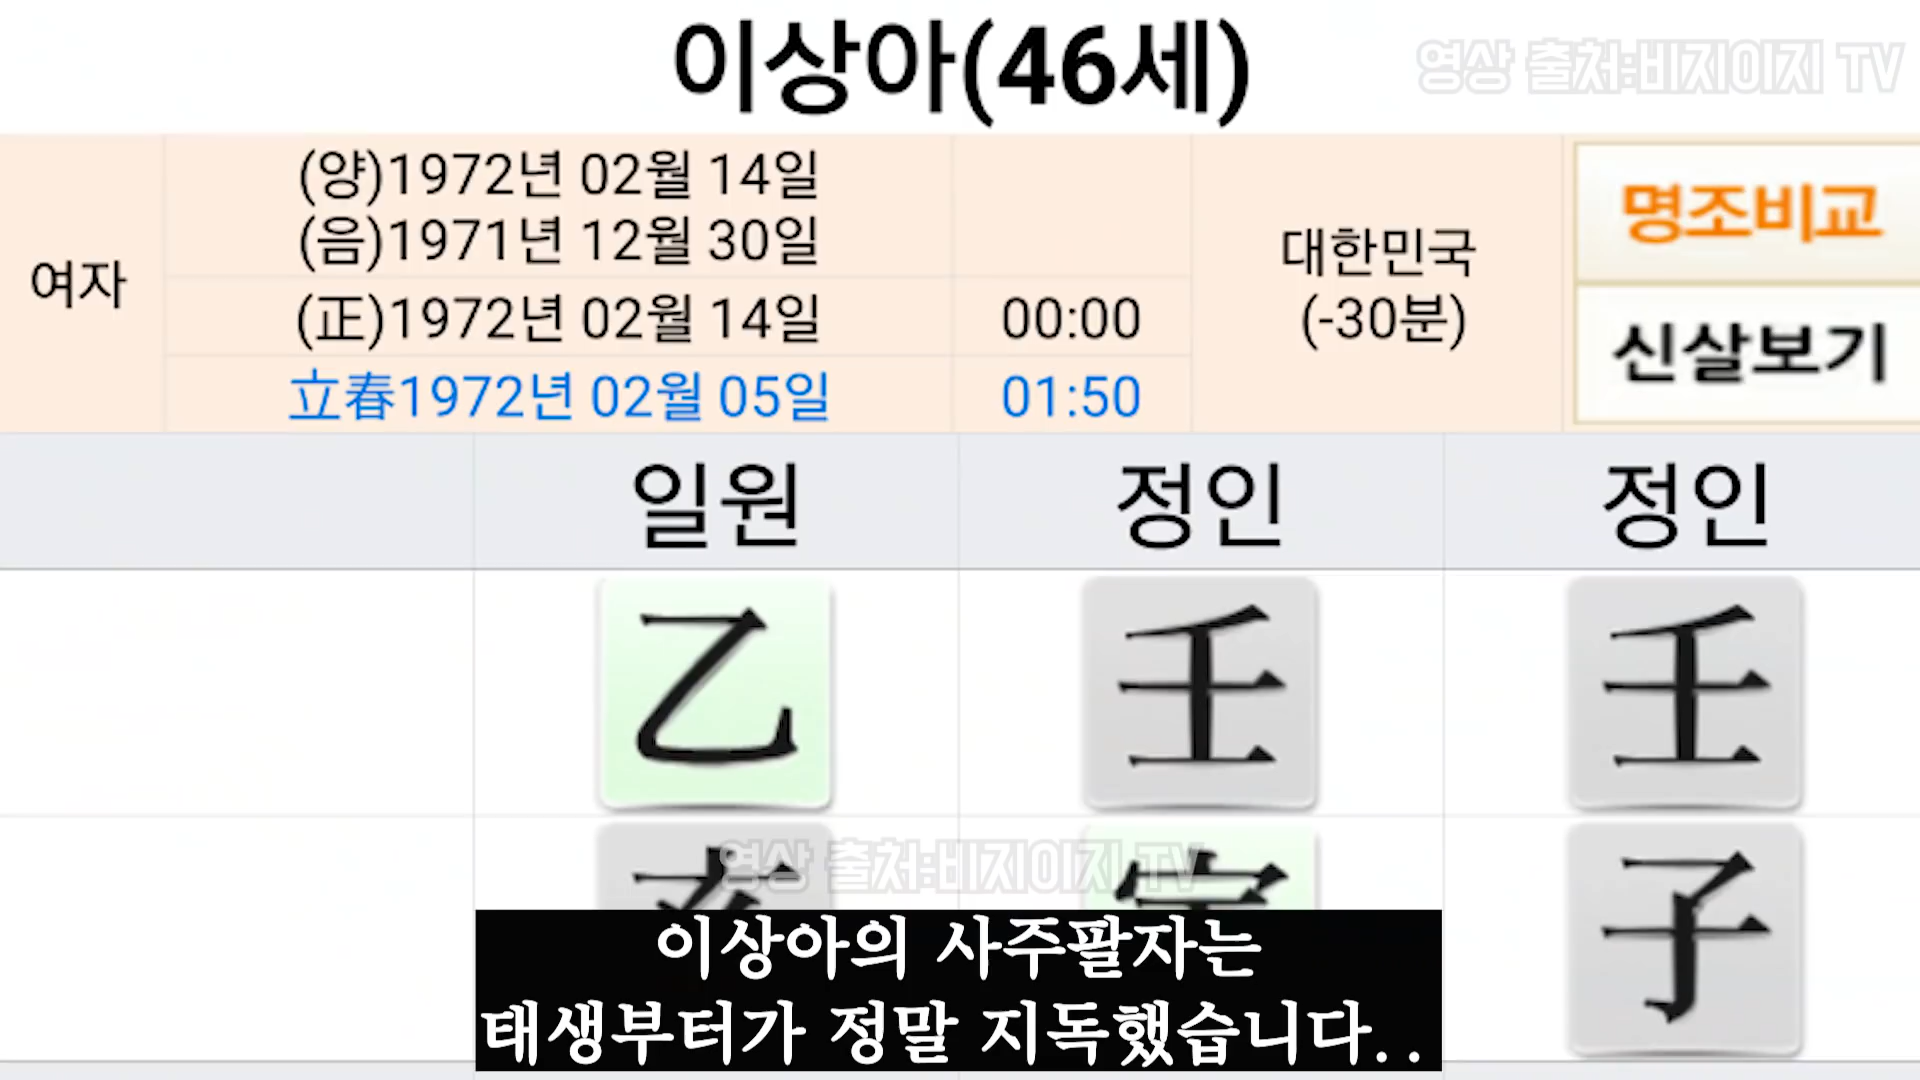 이상아(46세)
영상 출처:비지이지 TV
여자
(양)1972년 02월 14일
(음)1971년 12월 30일
(正)1972년 02월 14일
00:00
立春1972년 02월 05일
01:50
대한민국
(-30분)
명조비교
신살보기
일원
정인
정인
乙
壬
壬
亥
寅
子
영상 출처:비지이지 TV
이상아의 사주팔자는
태생부터가 정말 지독했습니다..